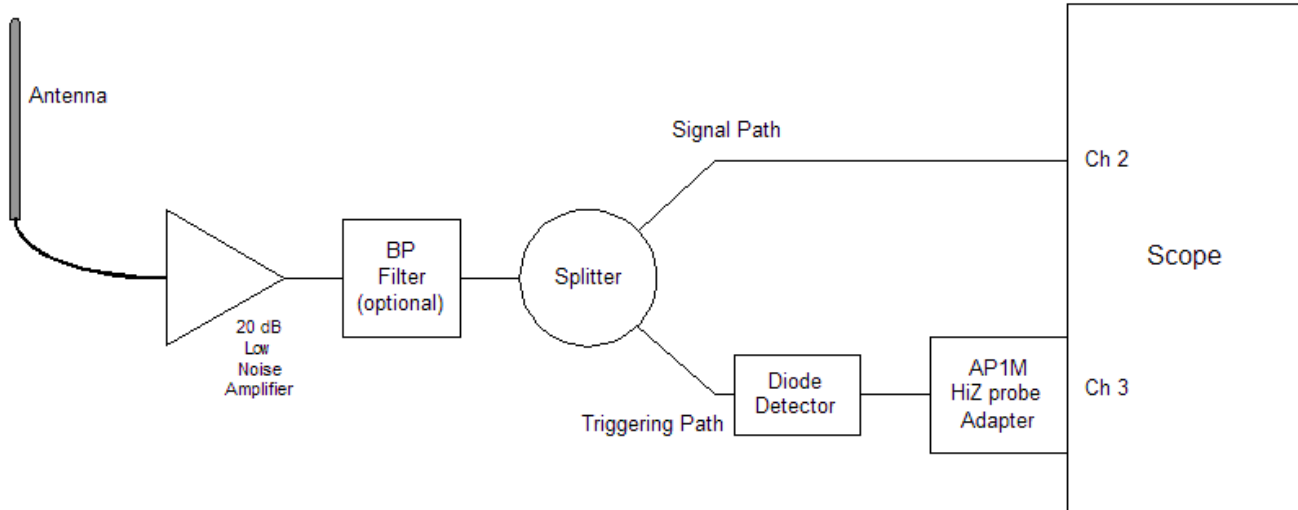 Antenna
20 dB
Low
Noise
Amplifier
BP
Filter
(optional)
Splitter
Signal Path
Triggering Path
Diode
Detector
AP1M
HiZ probe
Adapter
Ch 2
Ch 3
Scope